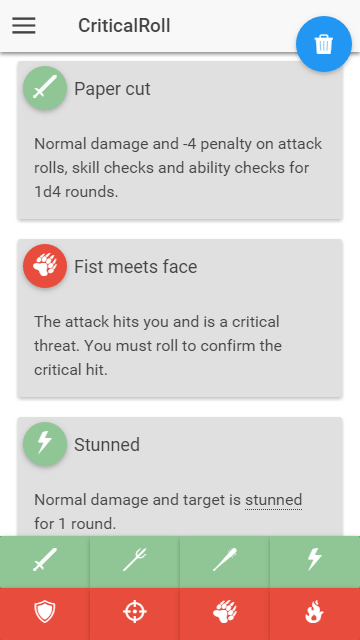 CriticalRoll
Paper cut
Normal damage and -4 penalty on attack
rolls, skill checks and ability checks for
1d4 rounds.
Fist meets face
The attack hits you and is a critical
threat. You must roll to confirm the
critical hit.
Stunned
Normal damage and target is stunned
for 1 round.